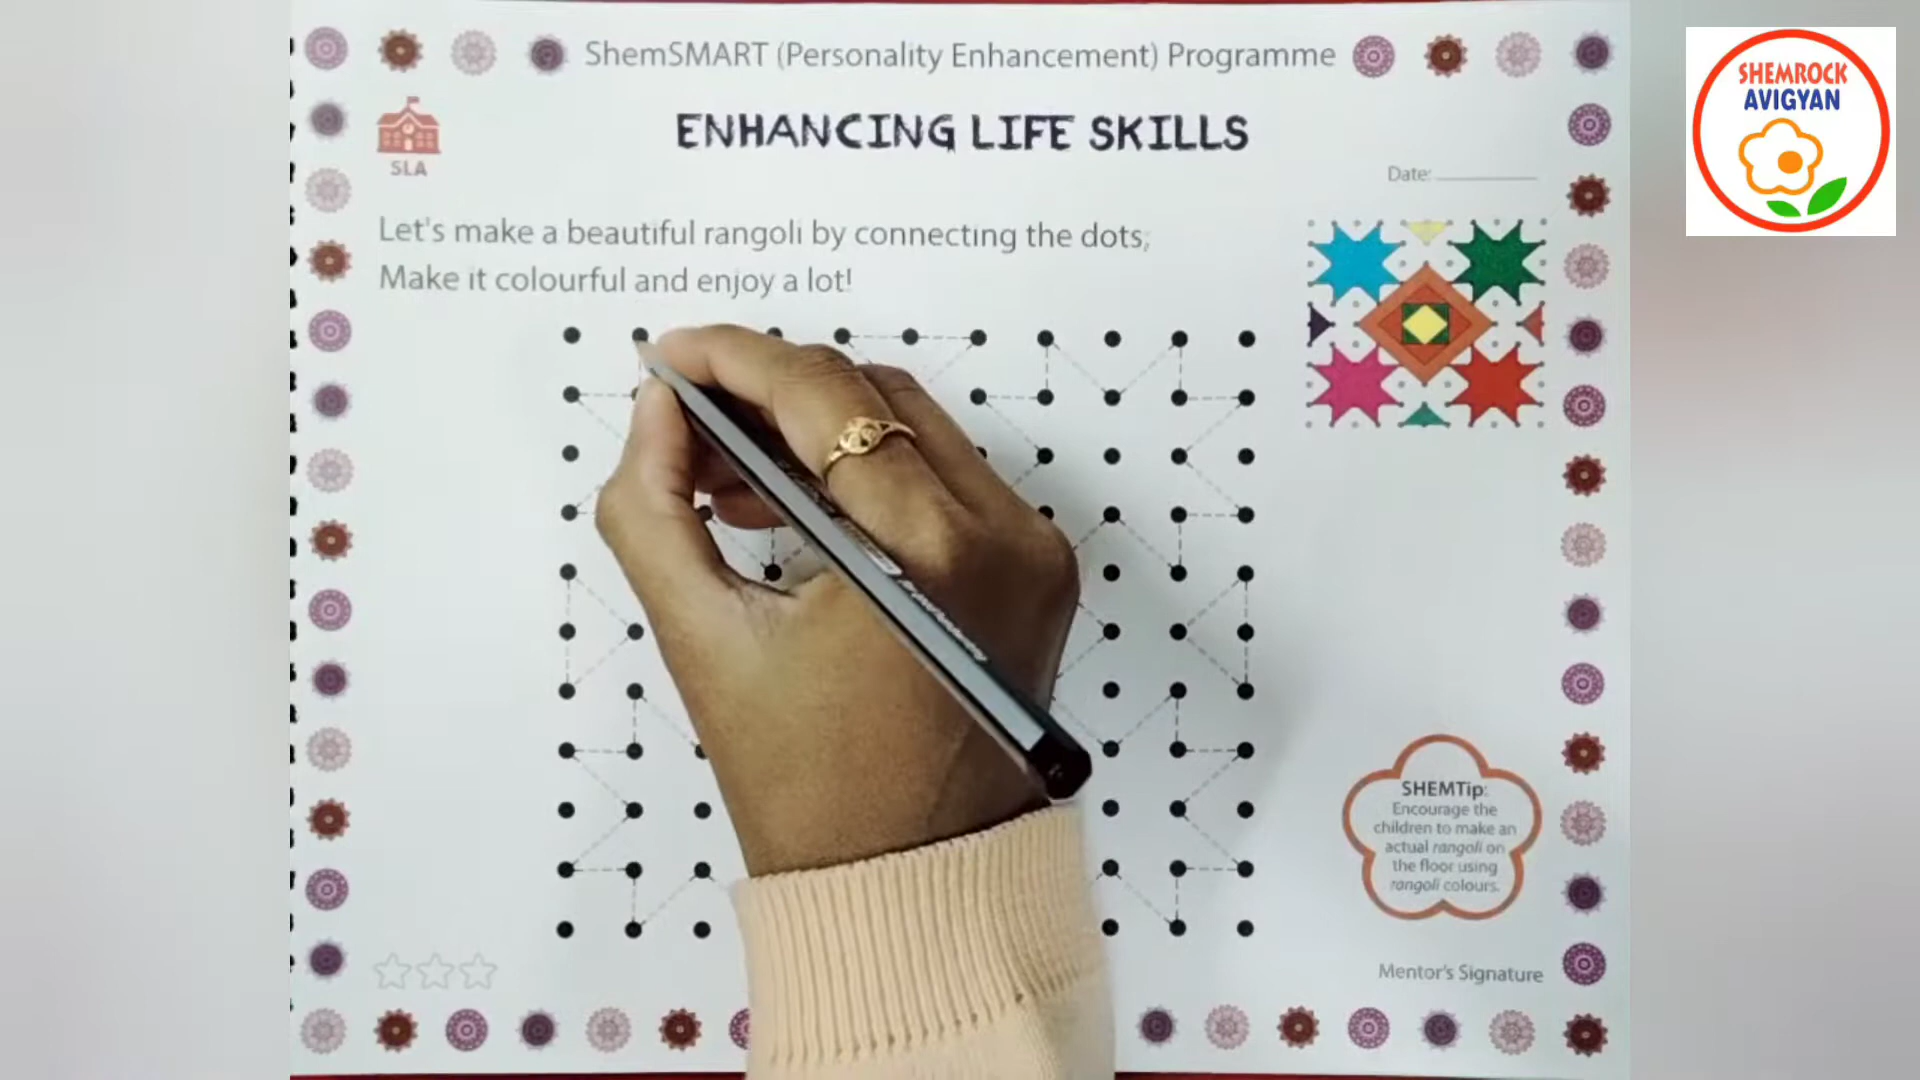 ShemSMART (Personality Enhancement) Programme
SHEMROCK
AVIGYAN
ENHANCING LIFE SKILLS
SLA
Date:
Let's make a beautiful rangoli by connecting the dots;
Make it colourful and enjoy a lot!
SHEMTip:
Encourage the
children to make an
actual rangoli on
the floor using
rangoli colours.
Mentor's Signature